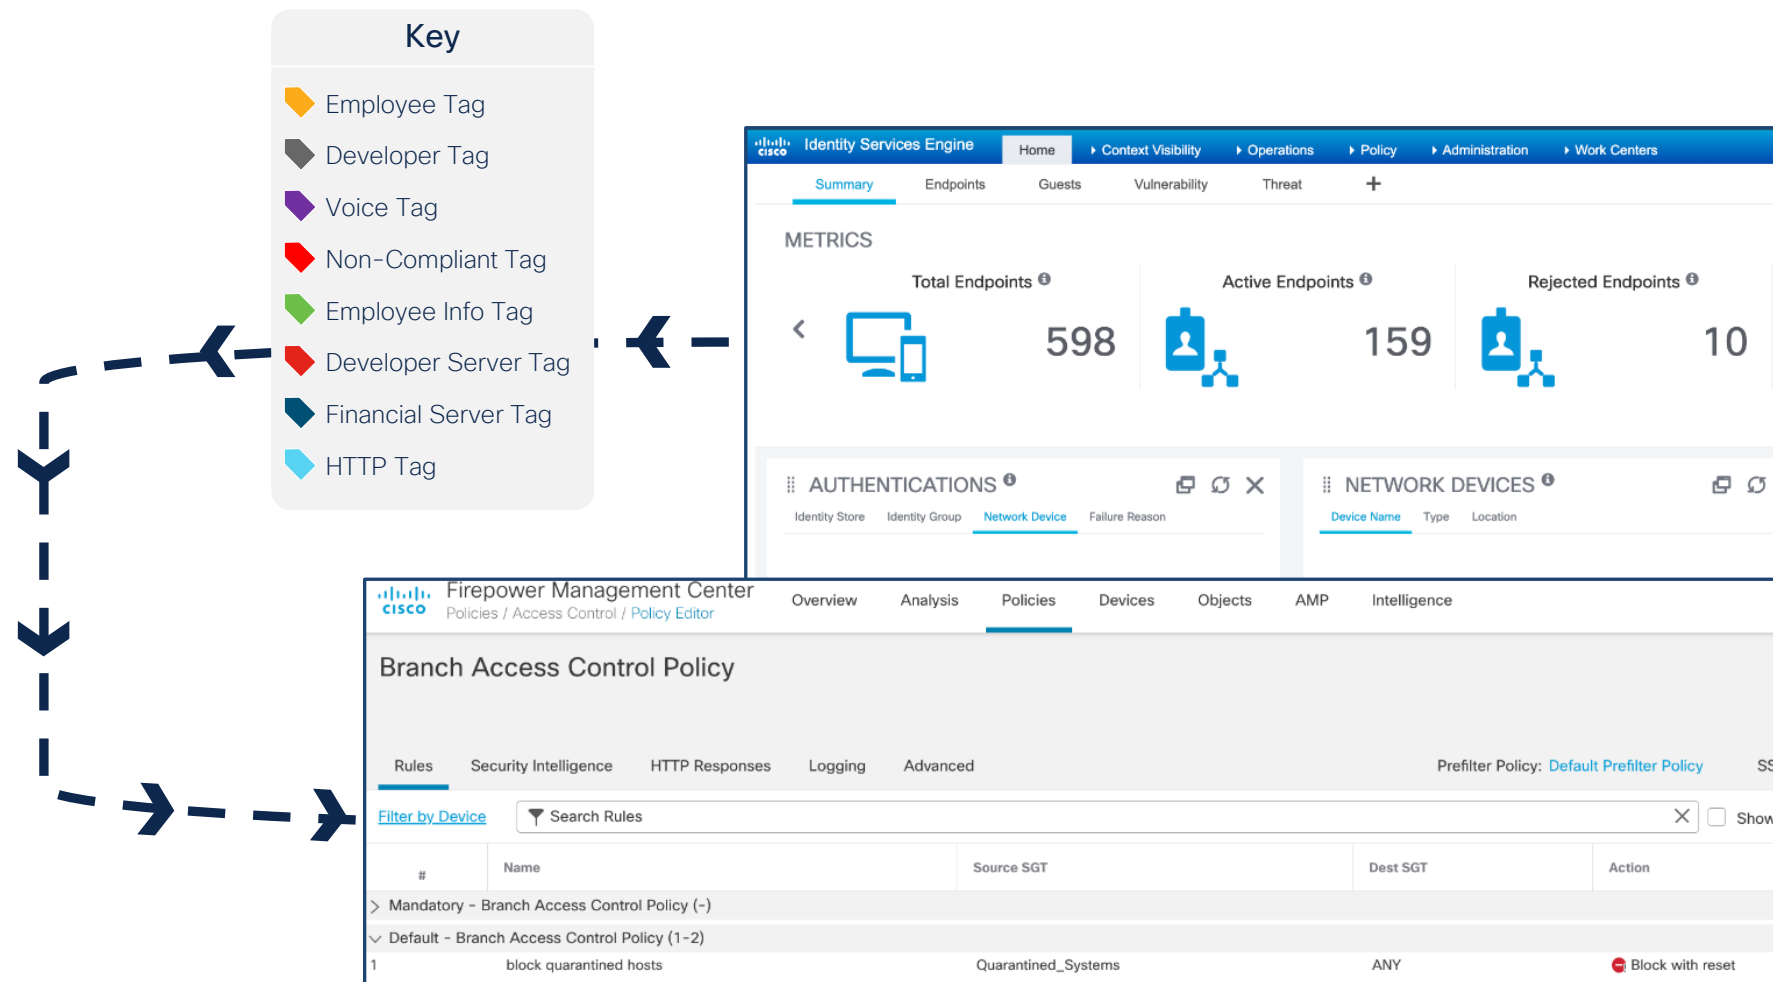 Key
Employee Tag
Developer Tag
Voice Tag
Non-Compliant Tag
Employee Info Tag
Developer Server Tag
Financial Server Tag
HTTP Tag
cisco Identity Services Engine Home Context Visibility Operations Policy Administration Work Centers
Summary Endpoints Guests Vulnerability Threat +
METRICS
Total Endpoints Active Endpoints Rejected Endpoints
598 159 10
AUTHENTICATIONS NETWORK DEVICES
Identity Store Identity Group Network Device Failure Reason Device Name Type Location
cisco Firepower Management Center Overview Analysis Policies Devices Objects AMP Intelligence
Policies / Access Control / Policy Editor
Branch Access Control Policy
Rules Security Intelligence HTTP Responses Logging Advanced Prefilter Policy: Default Prefilter Policy SS
Filter by Device Search Rules Show
# Name Source SGT Dest SGT Action
Mandatory - Branch Access Control Policy (-)
Default - Branch Access Control Policy (1-2)
1 block quarantined hosts Quarantined_Systems ANY Block with reset